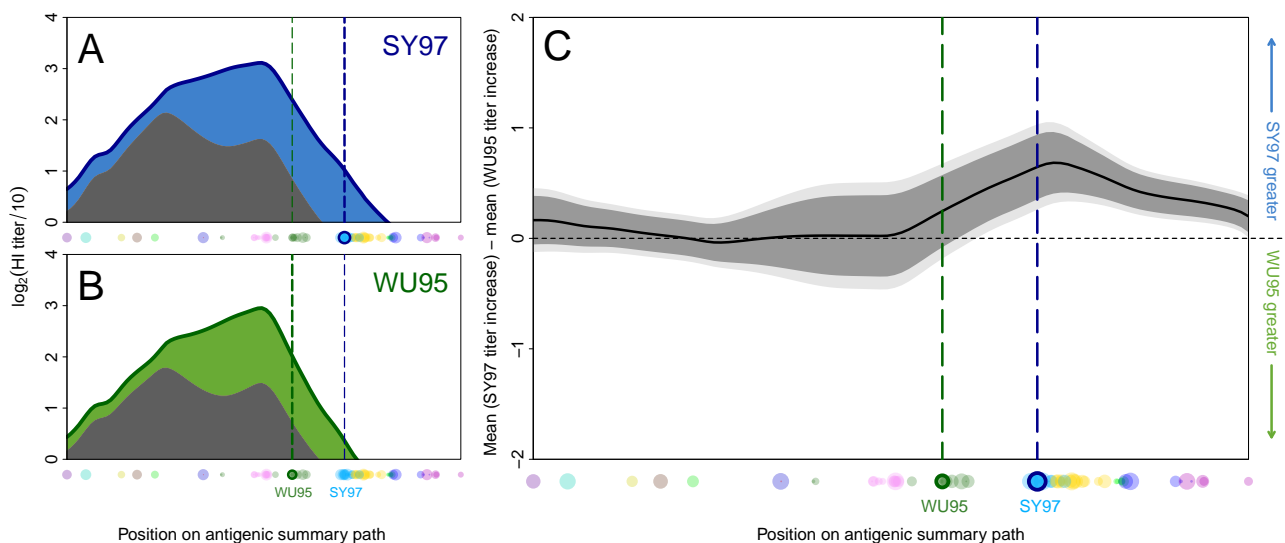 A
SY97
4
3
2
1
0
B
WU95
4
3
2
1
0
log₂(HI titer/10)
WU95
SY97
Position on antigenic summary path
C
2
1
0
−1
−2
Mean (SY97 titer increase) − mean (WU95 titer increase)
WU95
SY97
Position on antigenic summary path
SY97 greater
WU95 greater